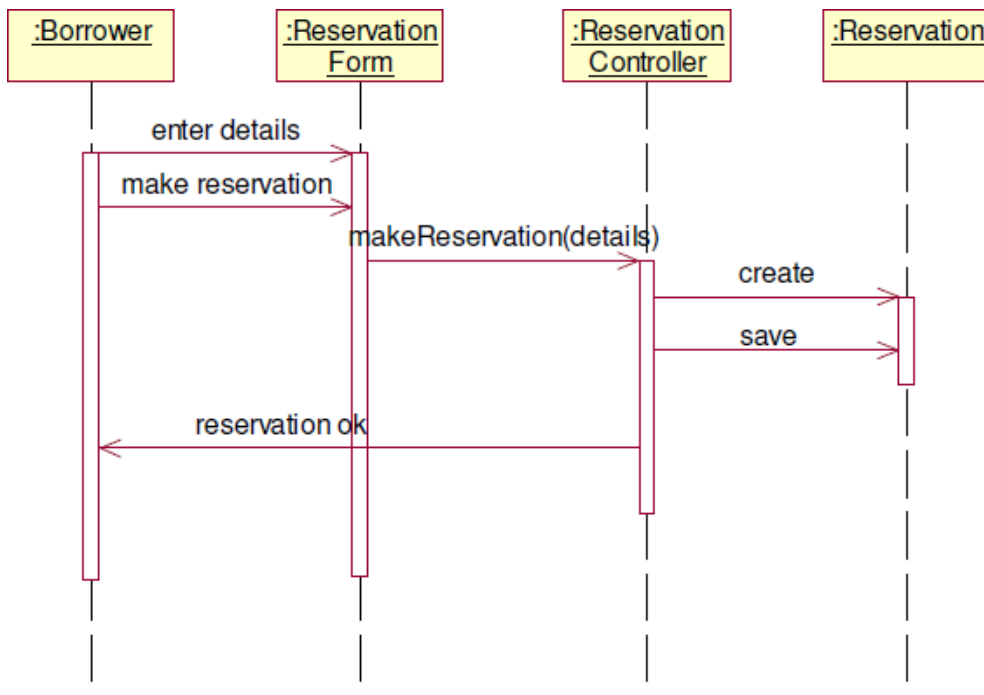 :Borrower
:Reservation
Form
:Reservation
Controller
:Reservation
enter details
make reservation
makeReservation(details)
create
save
reservation ok